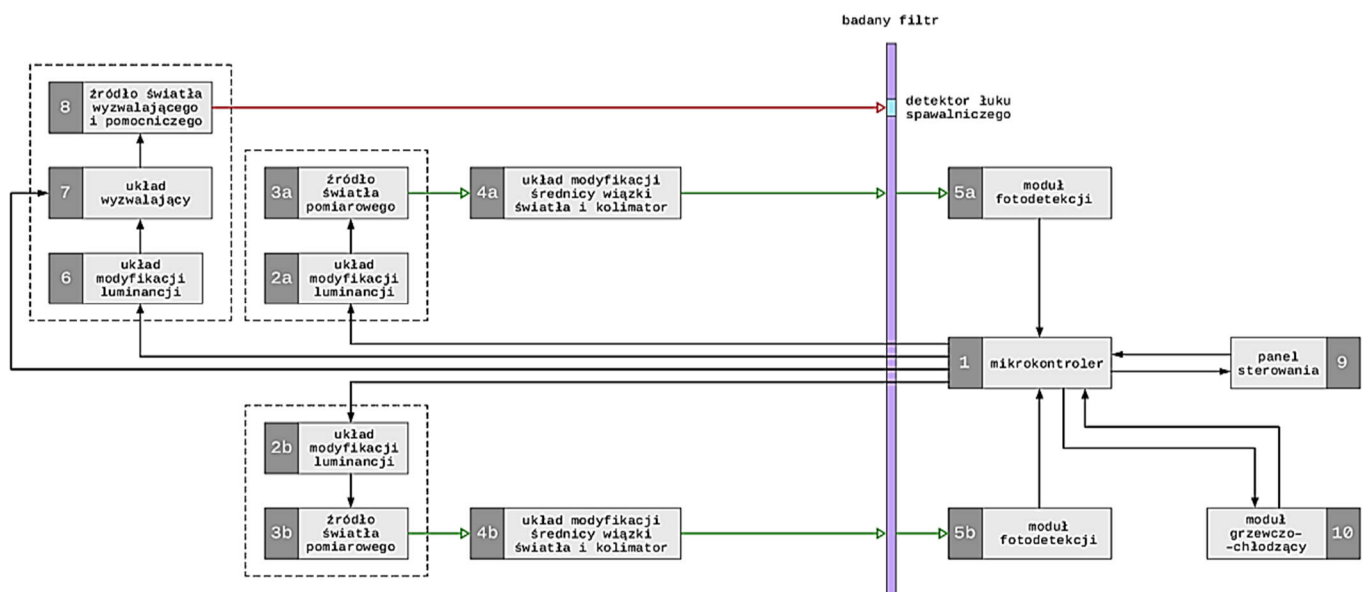 badany filtr
8
źródło światła
wyzwalającego
i pomocniczego
detektor łuku
spawalniczego
7
układ
wyzwalający
3a
źródło
światła
pomiarowego
4a
układ modyfikacji
średnicy wiązki
światła i kolimator
5a
moduł
fotodetekcji
6
układ
modyfikacji
luminancji
2a
układ
modyfikacji
luminancji
1
mikrokontroler
panel
sterowania
9
2b
układ
modyfikacji
luminancji
3b
źródło
światła
pomiarowego
4b
układ modyfikacji
średnicy wiązki
światła i kolimator
5b
moduł
fotodetekcji
moduł
grzewczo-
-chłodzący
10